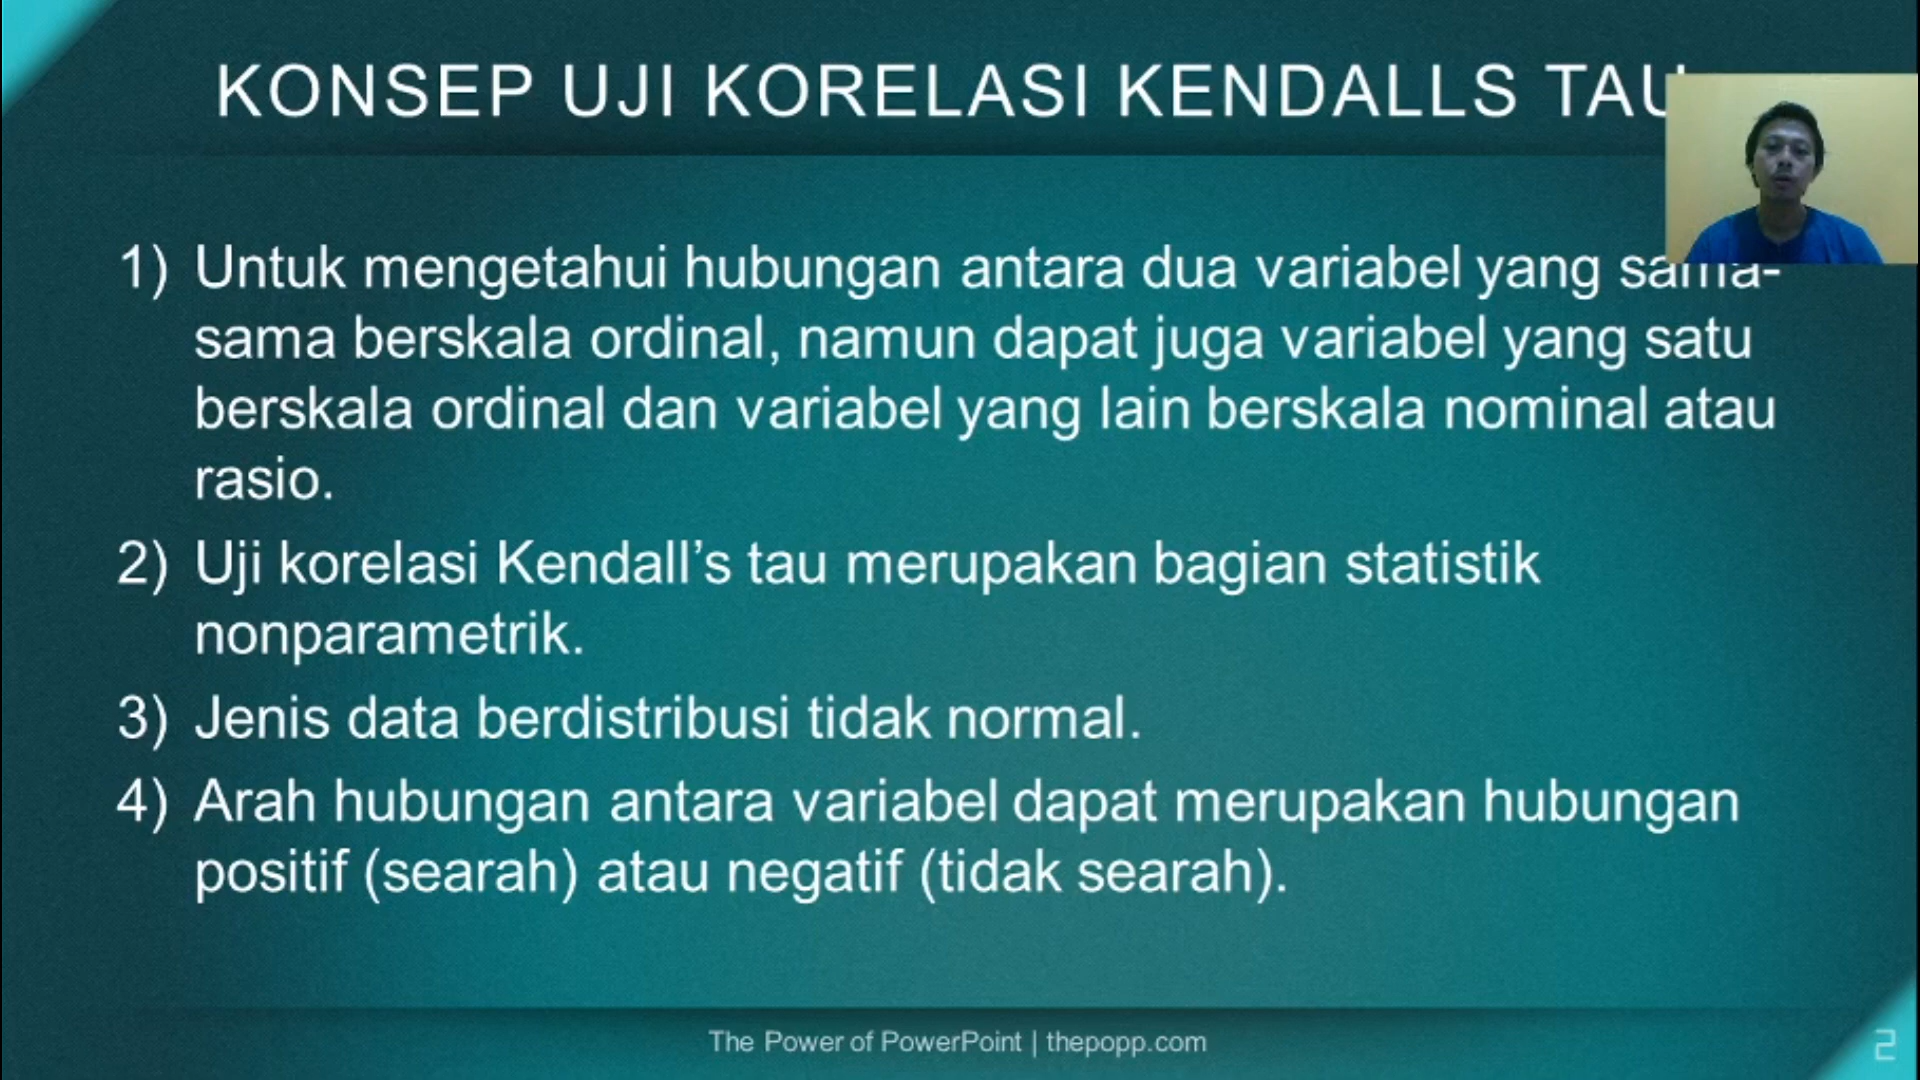 KONSEP UJI KORELASI KENDALLS TAU
1) Untuk mengetahui hubungan antara dua variabel yang sama-
sama berskala ordinal, namun dapat juga variabel yang satu
berskala ordinal dan variabel yang lain berskala nominal atau
rasio.
2) Uji korelasi Kendall’s tau merupakan bagian statistik
nonparametrik.
3) Jenis data berdistribusi tidak normal.
4) Arah hubungan antara variabel dapat merupakan hubungan
positif (searah) atau negatif (tidak searah).
The Power of PowerPoint | thepopp.com
2